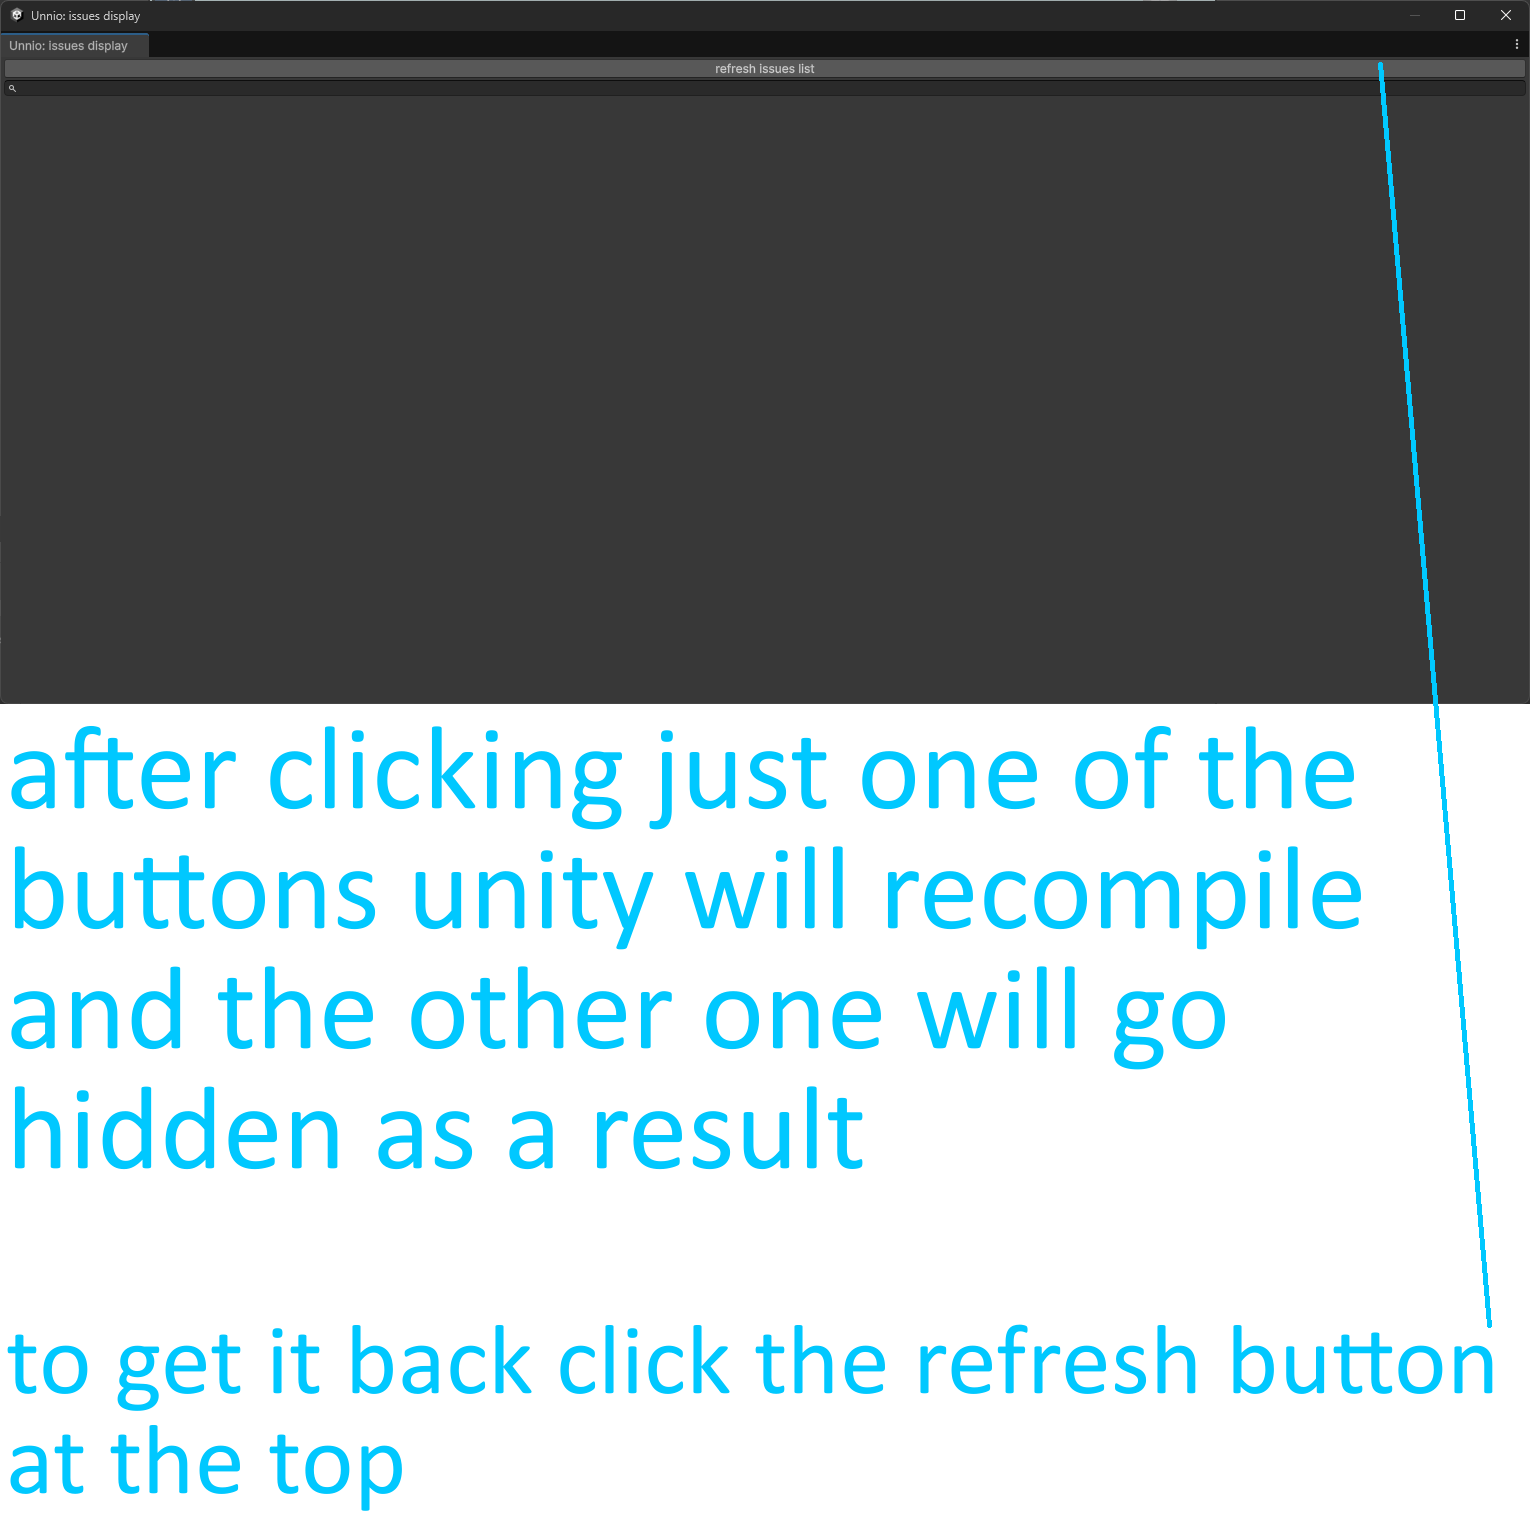 Unnio: issues display
Unnio: issues display
refresh issues list
after clicking just one of the
buttons unity will recompile
and the other one will go
hidden as a result
to get it back click the refresh button
at the top